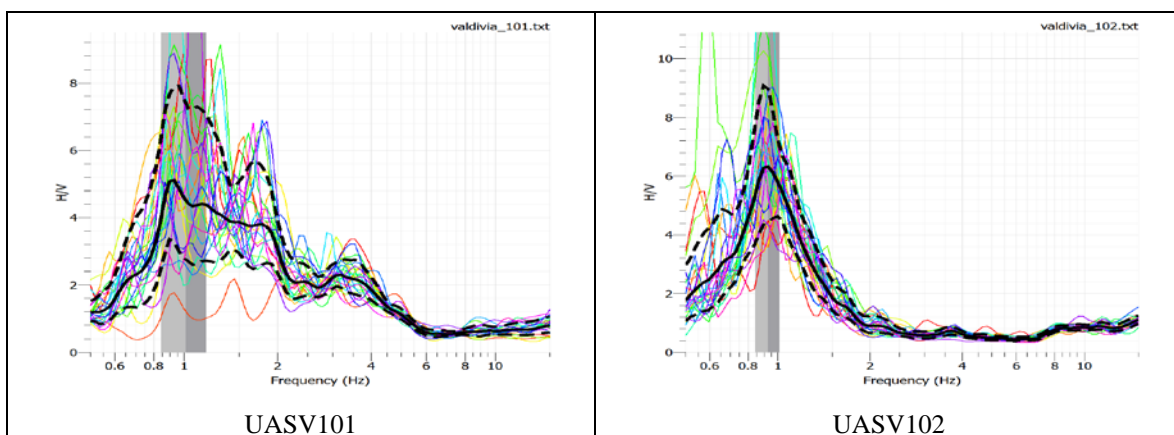 valdivia_101.txt
8
6
4
2
0
H/V
0.6 0.8 1 2 4 6 8 10
Frequency (Hz)
UASV101
valdivia_102.txt
10
8
6
4
2
0
H/V
0.6 0.8 1 2 4 6 8 10
Frequency (Hz)
UASV102